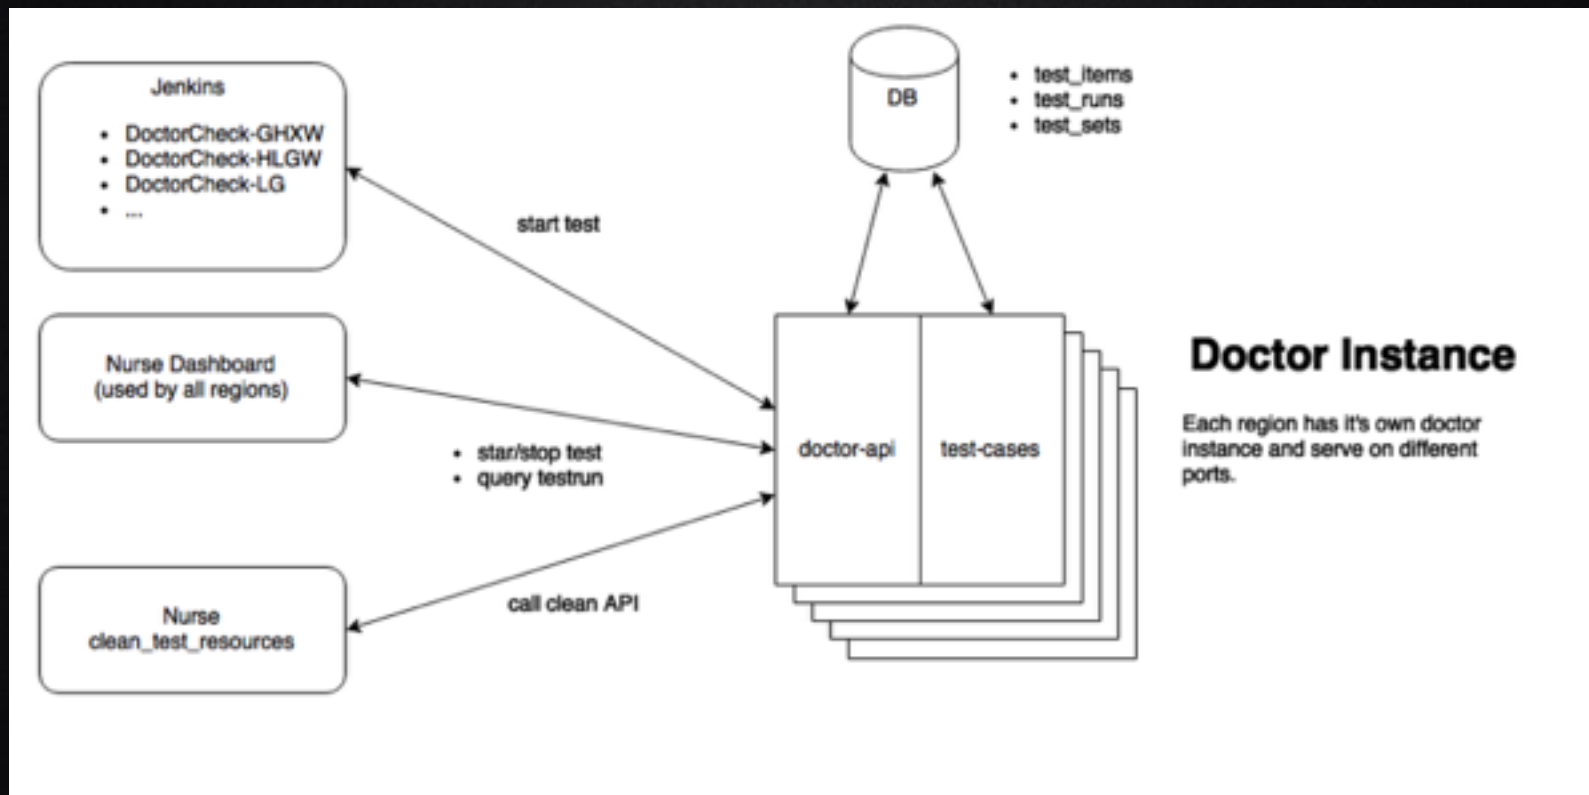 Jenkins
• DoctorCheck-GHXW
• DoctorCheck-HLGW
• DoctorCheck-LG
• ...
start test
DB
• test_items
• test_runs
• test_sets
Nurse Dashboard
(used by all regions)
• star/stop test
• query testrun
doctor-api
test-cases
Doctor Instance
Each region has it's own doctor
instance and serve on different
ports.
Nurse
clean_test_resources
call clean API